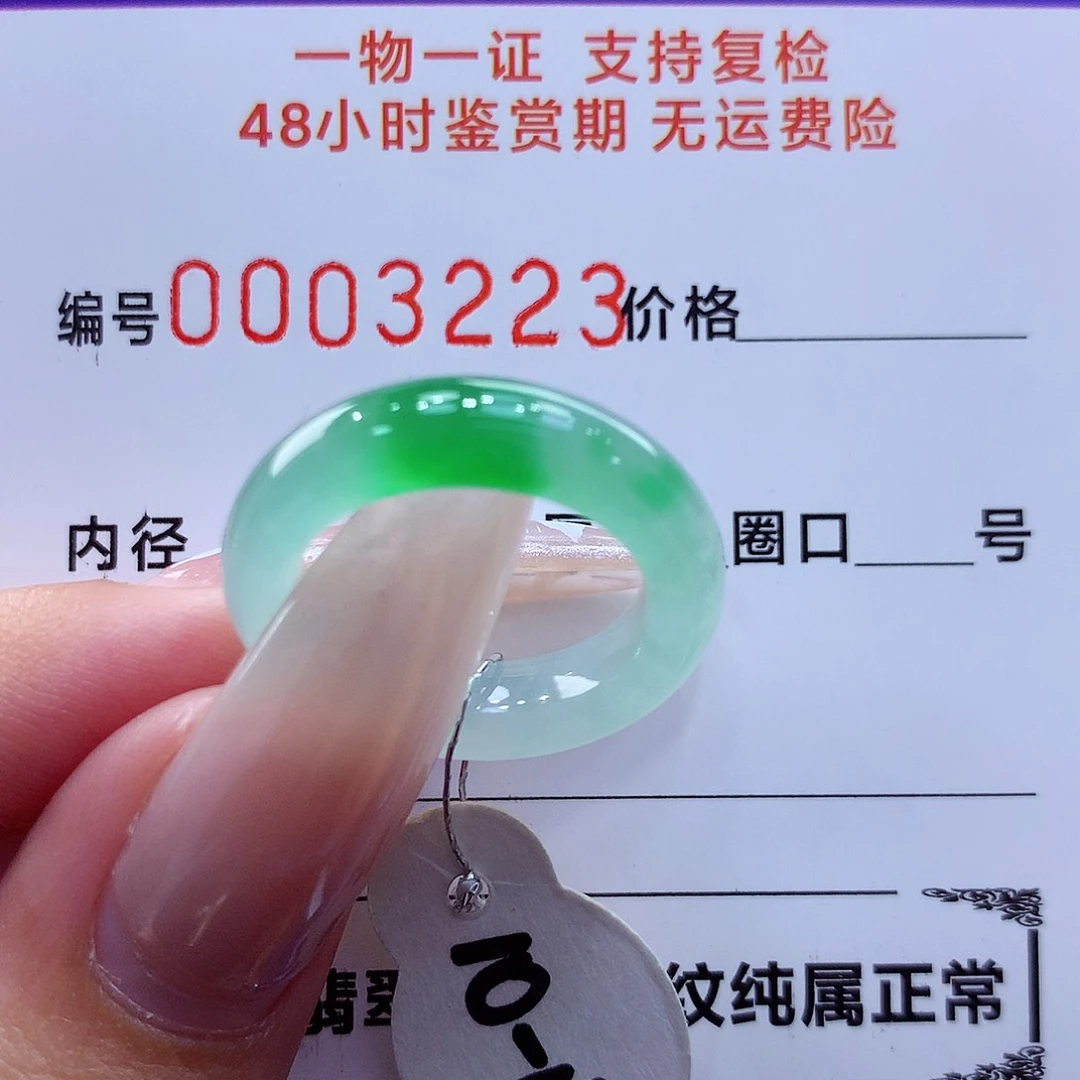 一物一证 支持复检
48小时鉴赏期 无运费险
编号0003223价格
内径 圈口 号
翡翠 纹纯属正常